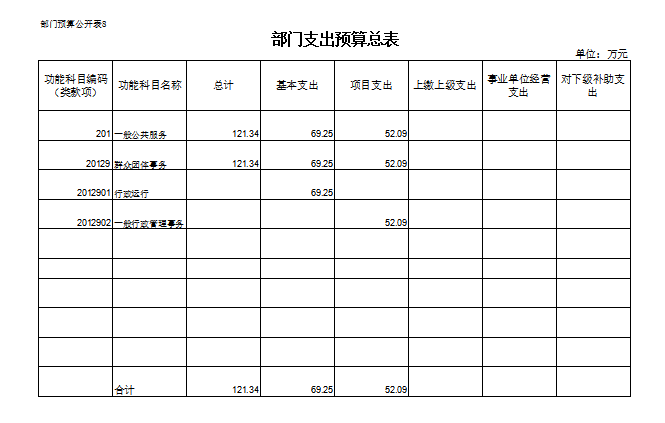 部门预算公开表8
部门支出预算总表
单位：万元
功能科目编码（类款项） 功能科目名称 总计 基本支出 项目支出 上缴上级支出 事业单位经营支出 对下级补助支出
201 一般公共服务 121.34 69.25 52.09
20129 群众团体事务 121.34 69.25 52.09
2012901 行政运行 69.25
2012902 一般行政管理事务 52.09
合计 121.34 69.25 52.09